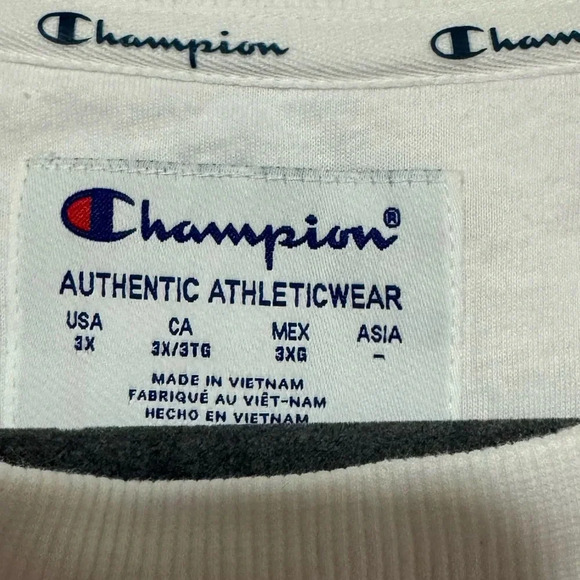 Champion Cham
Champion®
AUTHENTIC ATHLETICWEAR
USA CA MEX ASIA
3X 3X/3TG 3XG –
MADE IN VIETNAM
FABRIQUÉ AU VIÊT-NAM
HECHO EN VIETNAM